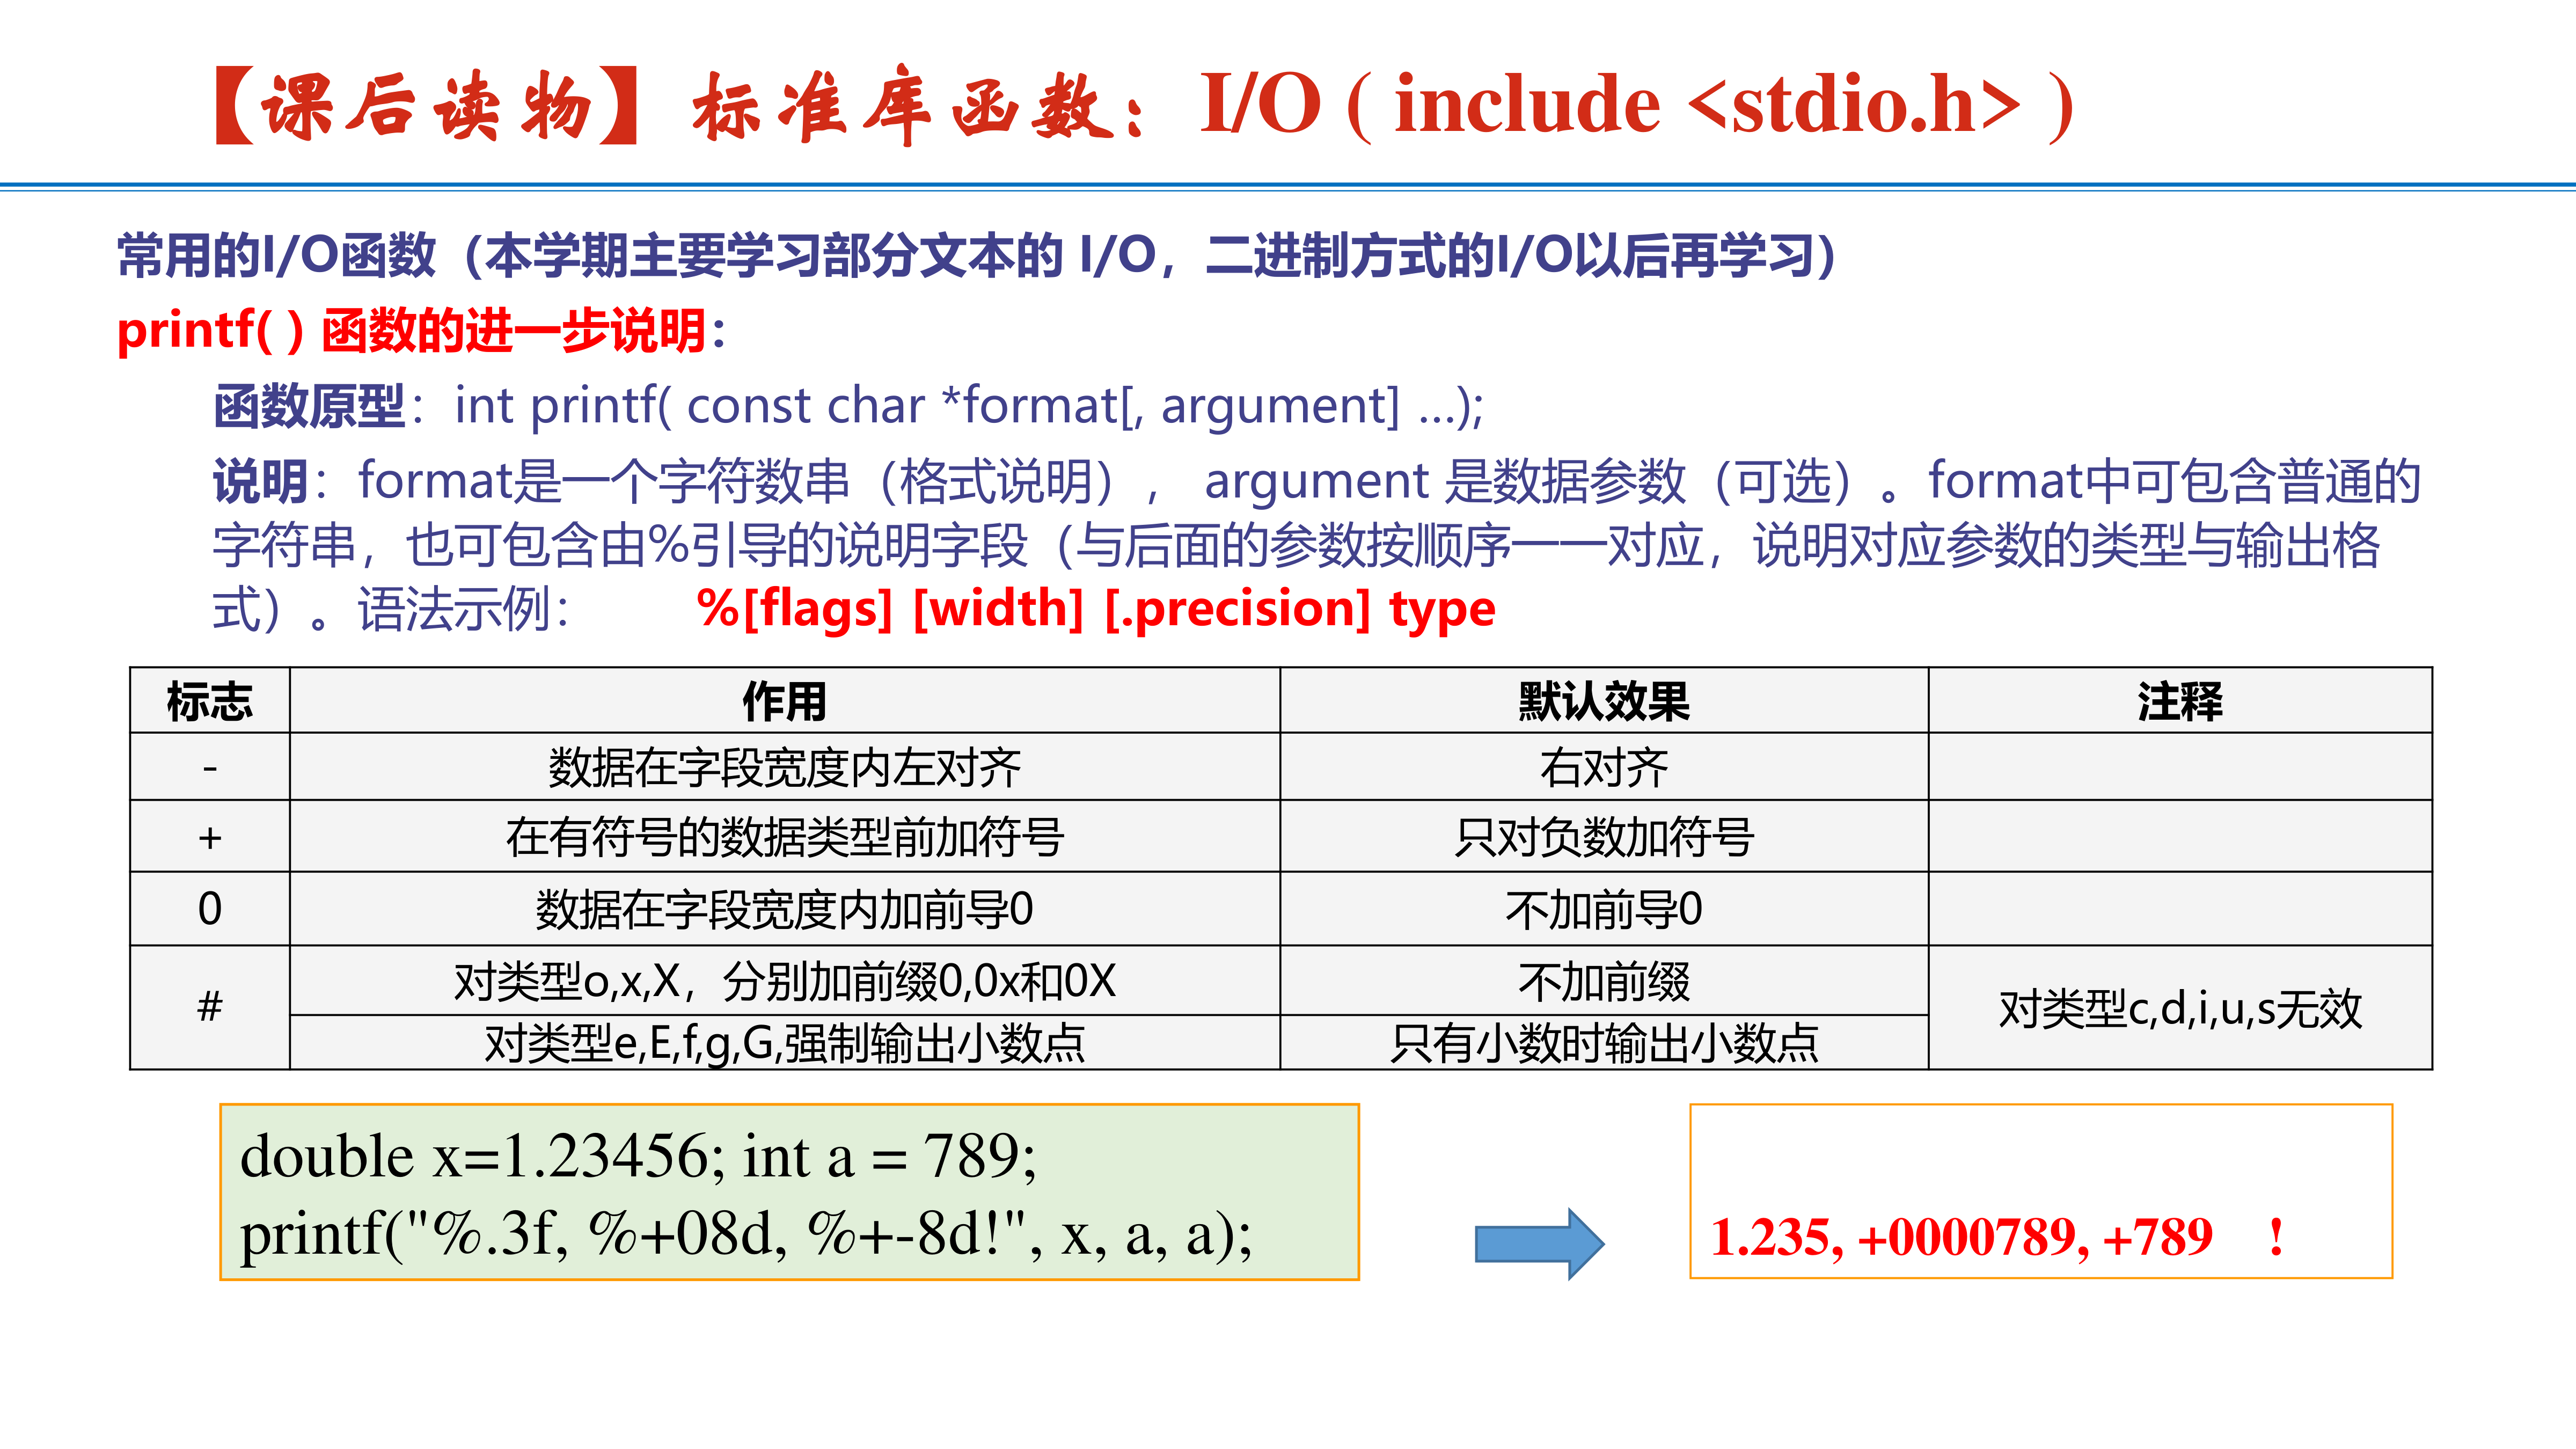 【课后读物】标准库函数：I/O ( include <stdio.h> )
常用的I/O函数（本学期主要学习部分文本的 I/O，二进制方式的I/O以后再学习）
printf( ) 函数的进一步说明：
函数原型：int printf( const char *format[, argument] ...);
说明：format是一个字符数串（格式说明）， argument 是数据参数（可选）。format中可包含普通的
字符串，也可包含由%引导的说明字段（与后面的参数按顺序一一对应，说明对应参数的类型与输出格
式）。语法示例： %[flags] [width] [.precision] type
标志 作用 默认效果 注释
- 数据在字段宽度内左对齐 右对齐
+ 在有符号的数据类型前加符号 只对负数加符号
0 数据在字段宽度内加前导0 不加前导0
# 对类型o,x,X，分别加前缀0,0x和0X 不加前缀 对类型c,d,i,u,s无效
对类型e,E,f,g,G,强制输出小数点 只有小数时输出小数点
double x=1.23456; int a = 789;
printf("%.3f, %+08d, %+-8d!", x, a, a);
1.235, +0000789, +789    !